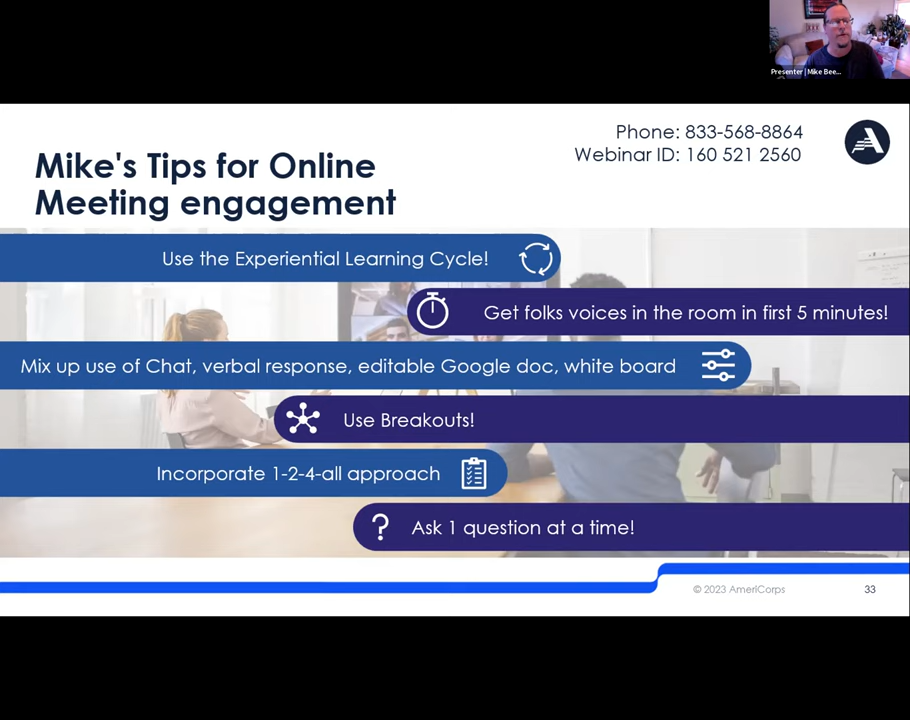 Presenter | Mike Bee...
Phone: 833-568-8864
Webinar ID: 160 521 2560
Mike's Tips for Online
Meeting engagement
Use the Experiential Learning Cycle!
Get folks voices in the room in first 5 minutes!
Mix up use of Chat, verbal response, editable Google doc, white board
Use Breakouts!
Incorporate 1-2-4-all approach
Ask 1 question at a time!
© 2023 AmeriCorps
33